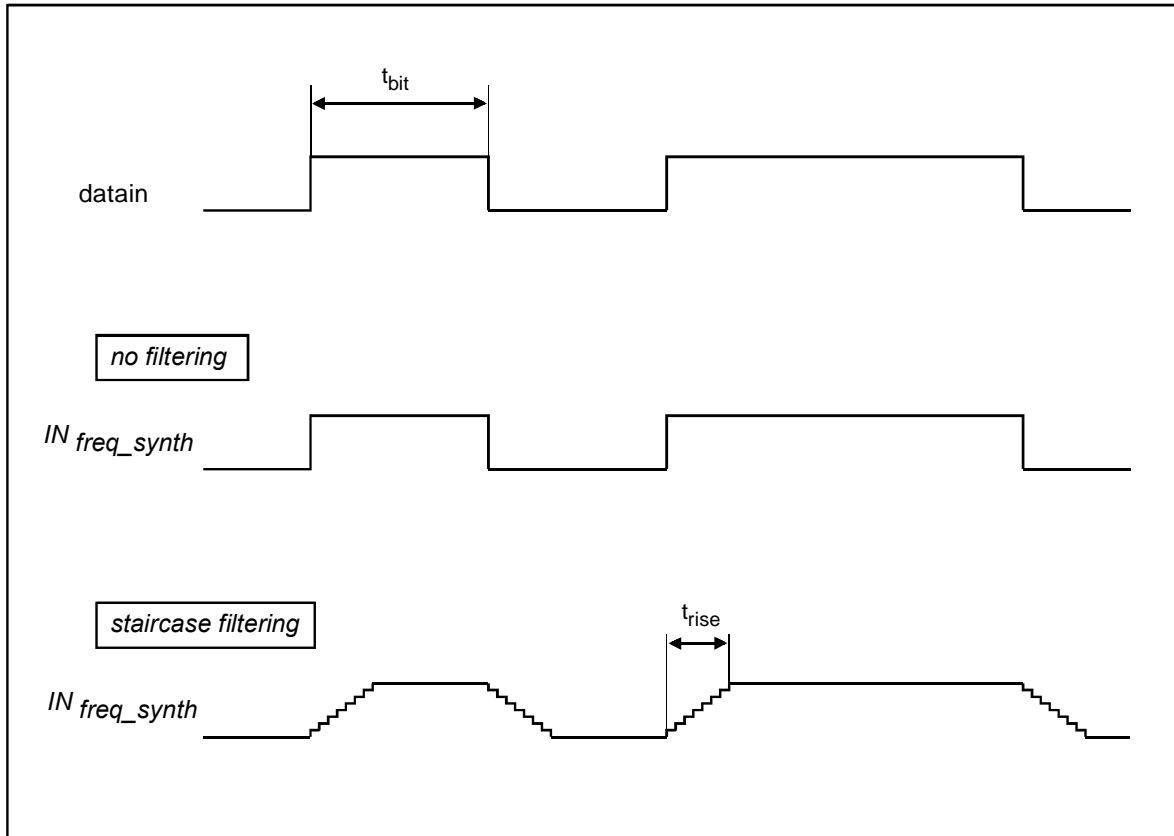 t_bit
datain
no filtering
IN freq_synth
staircase filtering
t_rise
IN freq_synth